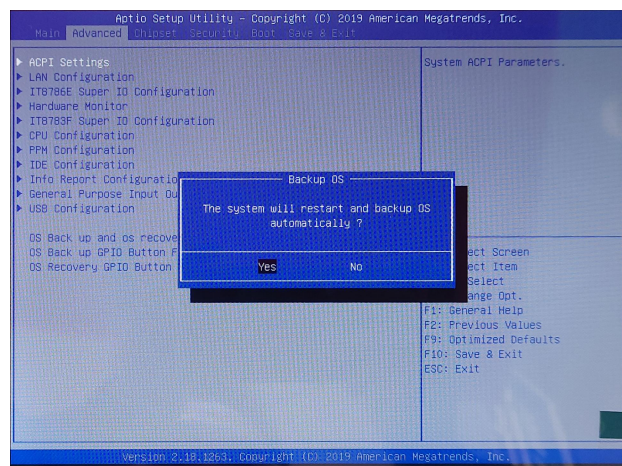 Aptio Setup Utility - Copyright (C) 2019 American Megatrends, Inc.
Main Advanced Chipset Security Boot Save & Exit
ACPI Settings
LAN Configuration
IT8786E Super IO Configuration
Hardware Monitor
IT8783F Super IO Configuration
CPU Configuration
PPM Configuration
IDE Configuration
Info Report Configuratio
General Purpose Input Ou
USB Configuration
OS Back up and os recove
OS Back up GPIO Button F
OS Recovery GPIO Button
System ACPI Parameters.
Backup OS
The system will restart and backup OS
automatically ?
Yes No
ect Screen
ect Item
Select
ange Opt.
F1: General Help
F2: Previous Values
F9: Optimized Defaults
F10: Save & Exit
ESC: Exit
Version 2.18.1263. Copyright (C) 2019 American Megatrends, Inc.